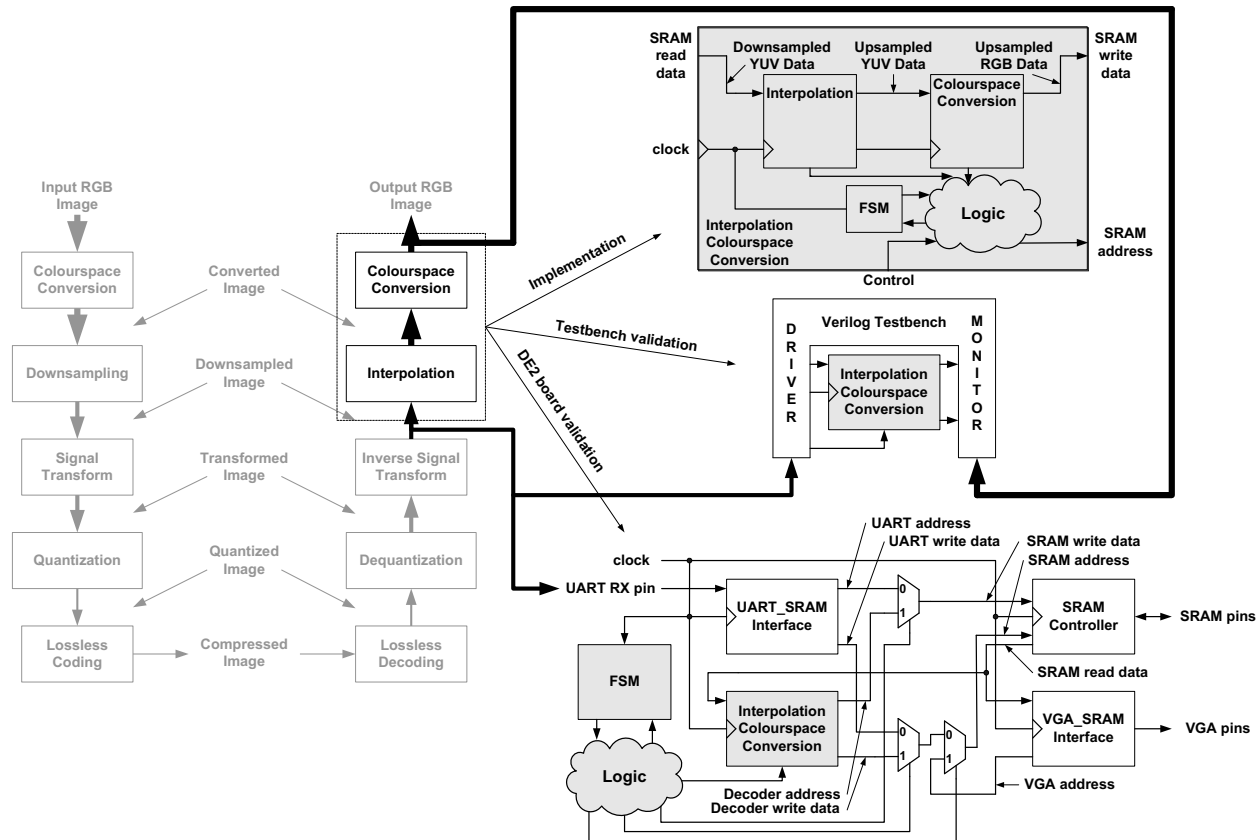 SRAM
read
data
Downsampled
YUV Data
Upsampled
YUV Data
Upsampled
RGB Data
SRAM
write
data
Interpolation
Colourspace
Conversion
clock
FSM
Logic
Interpolation
Colourspace
Conversion
SRAM
address
Control
Input RGB
Image
Output RGB
Image
Colourspace
Conversion
Converted
Image
Colourspace
Conversion
Implementation
Testbench validation
DE2 board validation
Downsampling
Downsampled
Image
Interpolation
Signal
Transform
Transformed
Image
Inverse Signal
Transform
Quantization
Quantized
Image
Dequantization
Lossless
Coding
Compressed
Image
Lossless
Decoding
DRIVER
Verilog Testbench
MONITOR
Interpolation
Colourspace
Conversion
UART address
UART write data
SRAM write data
SRAM address
clock
UART RX pin
UART_SRAM
Interface
0
1
SRAM
Controller
SRAM pins
SRAM read data
FSM
Interpolation
Colourspace
Conversion
0
1
0
1
VGA_SRAM
Interface
VGA pins
Logic
Decoder address
Decoder write data
VGA address